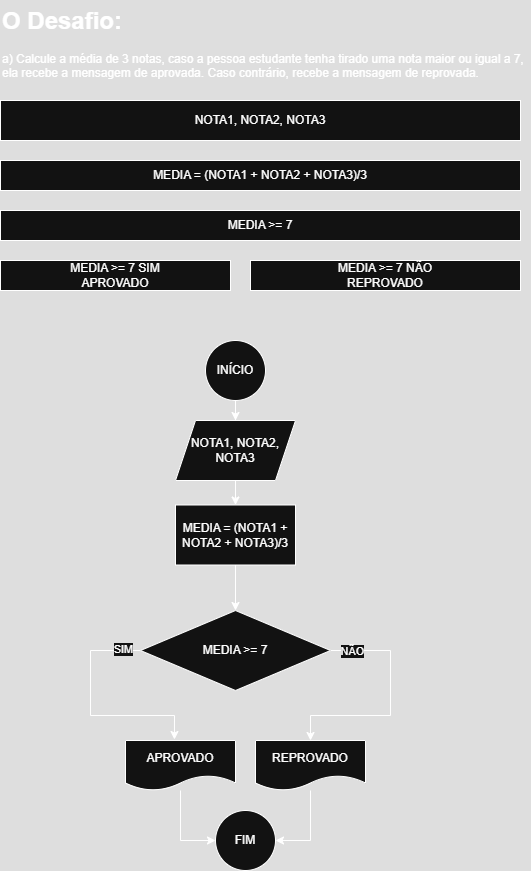 O Desafio:
a) Calcule a média de 3 notas, caso a pessoa estudante tenha tirado uma nota maior ou igual a 7,
ela recebe a mensagem de aprovada. Caso contrário, recebe a mensagem de reprovada.
NOTA1, NOTA2, NOTA3
MEDIA = (NOTA1 + NOTA2 + NOTA3)/3
MEDIA >= 7
MEDIA >= 7 SIM
APROVADO
MEDIA >= 7 NÃO
REPROVADO
INÍCIO
NOTA1, NOTA2,
NOTA3
MEDIA = (NOTA1 +
NOTA2 + NOTA3)/3
MEDIA >= 7
SIM
NÃO
APROVADO
REPROVADO
FIM